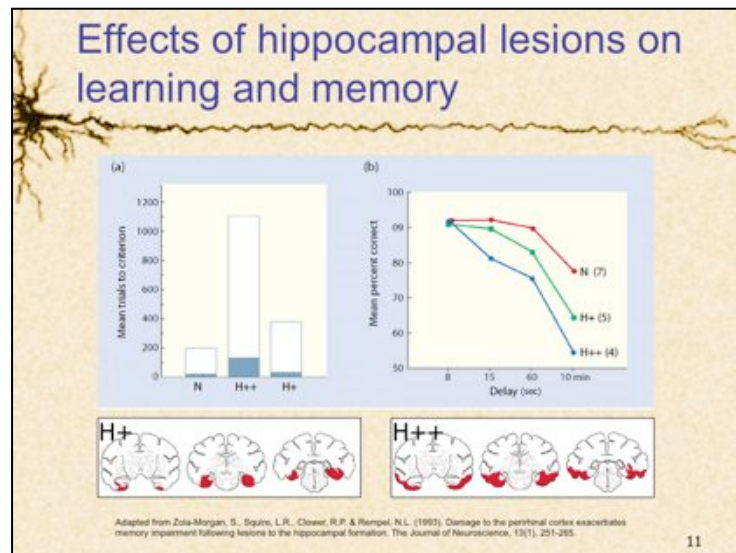 Effects of hippocampal lesions on
learning and memory
(a)
Mean trials to criterion
1200
1000
800
600
400
200
0
N
H++
H+
(b)
Mean percent correct
100
09
80
70
60
50
N (7)
H+ (5)
H++ (4)
8
15
60
10 min
Delay (sec)
H+
H++
Adapted from Zola-Morgan, S., Squire, L.R., Clower, R.P. & Rempel, N.L. (1993). Damage to the perirhinal cortex exacerbates
memory impairment following lesions to the hippocampal formation. The Journal of Neuroscience, 13(1), 251-265.
11